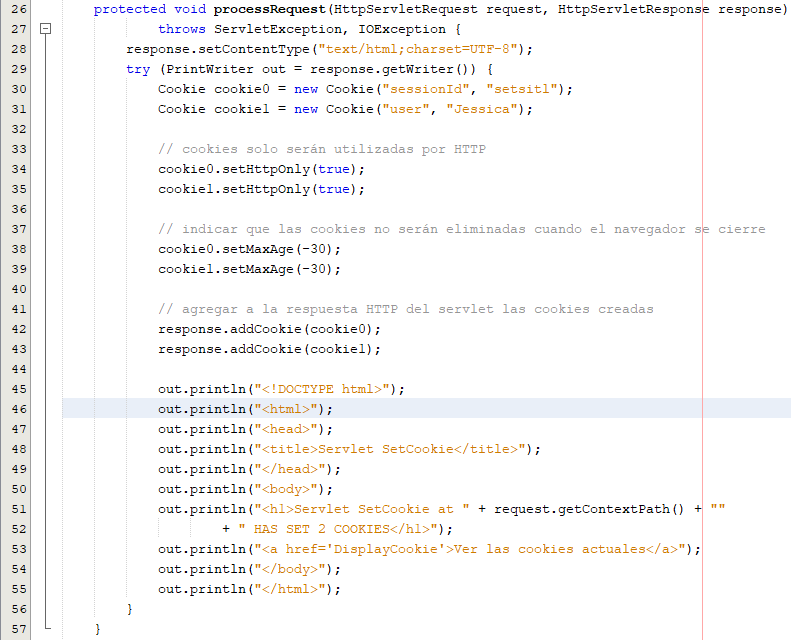 26 protected void processRequest(HttpServletRequest request, HttpServletResponse response)
27 throws ServletException, IOException {
28 response.setContentType("text/html;charset=UTF-8");
29 try (PrintWriter out = response.getWriter()) {
30 Cookie cookie0 = new Cookie("sessionId", "setsitl");
31 Cookie cookie1 = new Cookie("user", "Jessica");
32
33 // cookies solo serán utilizadas por HTTP
34 cookie0.setHttpOnly(true);
35 cookie1.setHttpOnly(true);
36
37 // indicar que las cookies no serán eliminadas cuando el navegador se cierre
38 cookie0.setMaxAge(-30);
39 cookie1.setMaxAge(-30);
40
41 // agregar a la respuesta HTTP del servlet las cookies creadas
42 response.addCookie(cookie0);
43 response.addCookie(cookie1);
44
45 out.println("<!DOCTYPE html>");
46 out.println("<html>");
47 out.println("<head>");
48 out.println("<title>Servlet SetCookie</title>");
49 out.println("</head>");
50 out.println("<body>");
51 out.println("<h1>Servlet SetCookie at " + request.getContextPath() + ""
52 + " HAS SET 2 COOKIES</h1>");
53 out.println("<a href='DisplayCookie'>Ver las cookies actuales</a>");
54 out.println("</body>");
55 out.println("</html>");
56 }
57 }